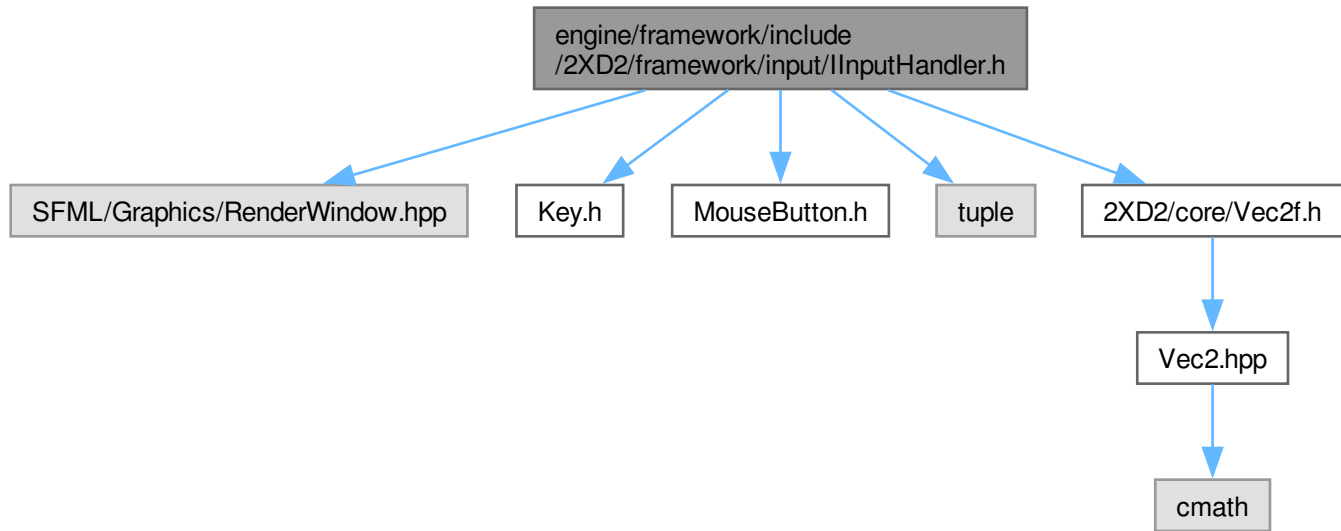 engine/framework/include
/2XD2/framework/input/IInputHandler.h
SFML/Graphics/RenderWindow.hpp
Key.h
MouseButton.h
tuple
2XD2/core/Vec2f.h
Vec2.hpp
cmath